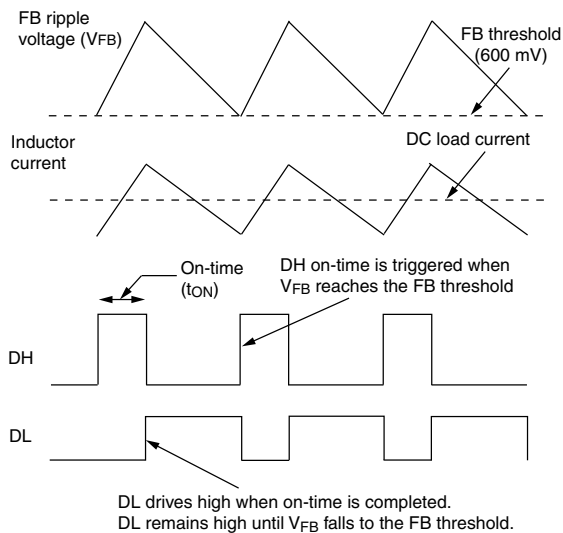 FB ripple
voltage (VFB)
FB threshold
(600 mV)
Inductor
current
DC load current
On-time
(tON)
DH on-time is triggered when
VFB reaches the FB threshold
DH
DL
DL drives high when on-time is completed.
DL remains high until VFB falls to the FB threshold.